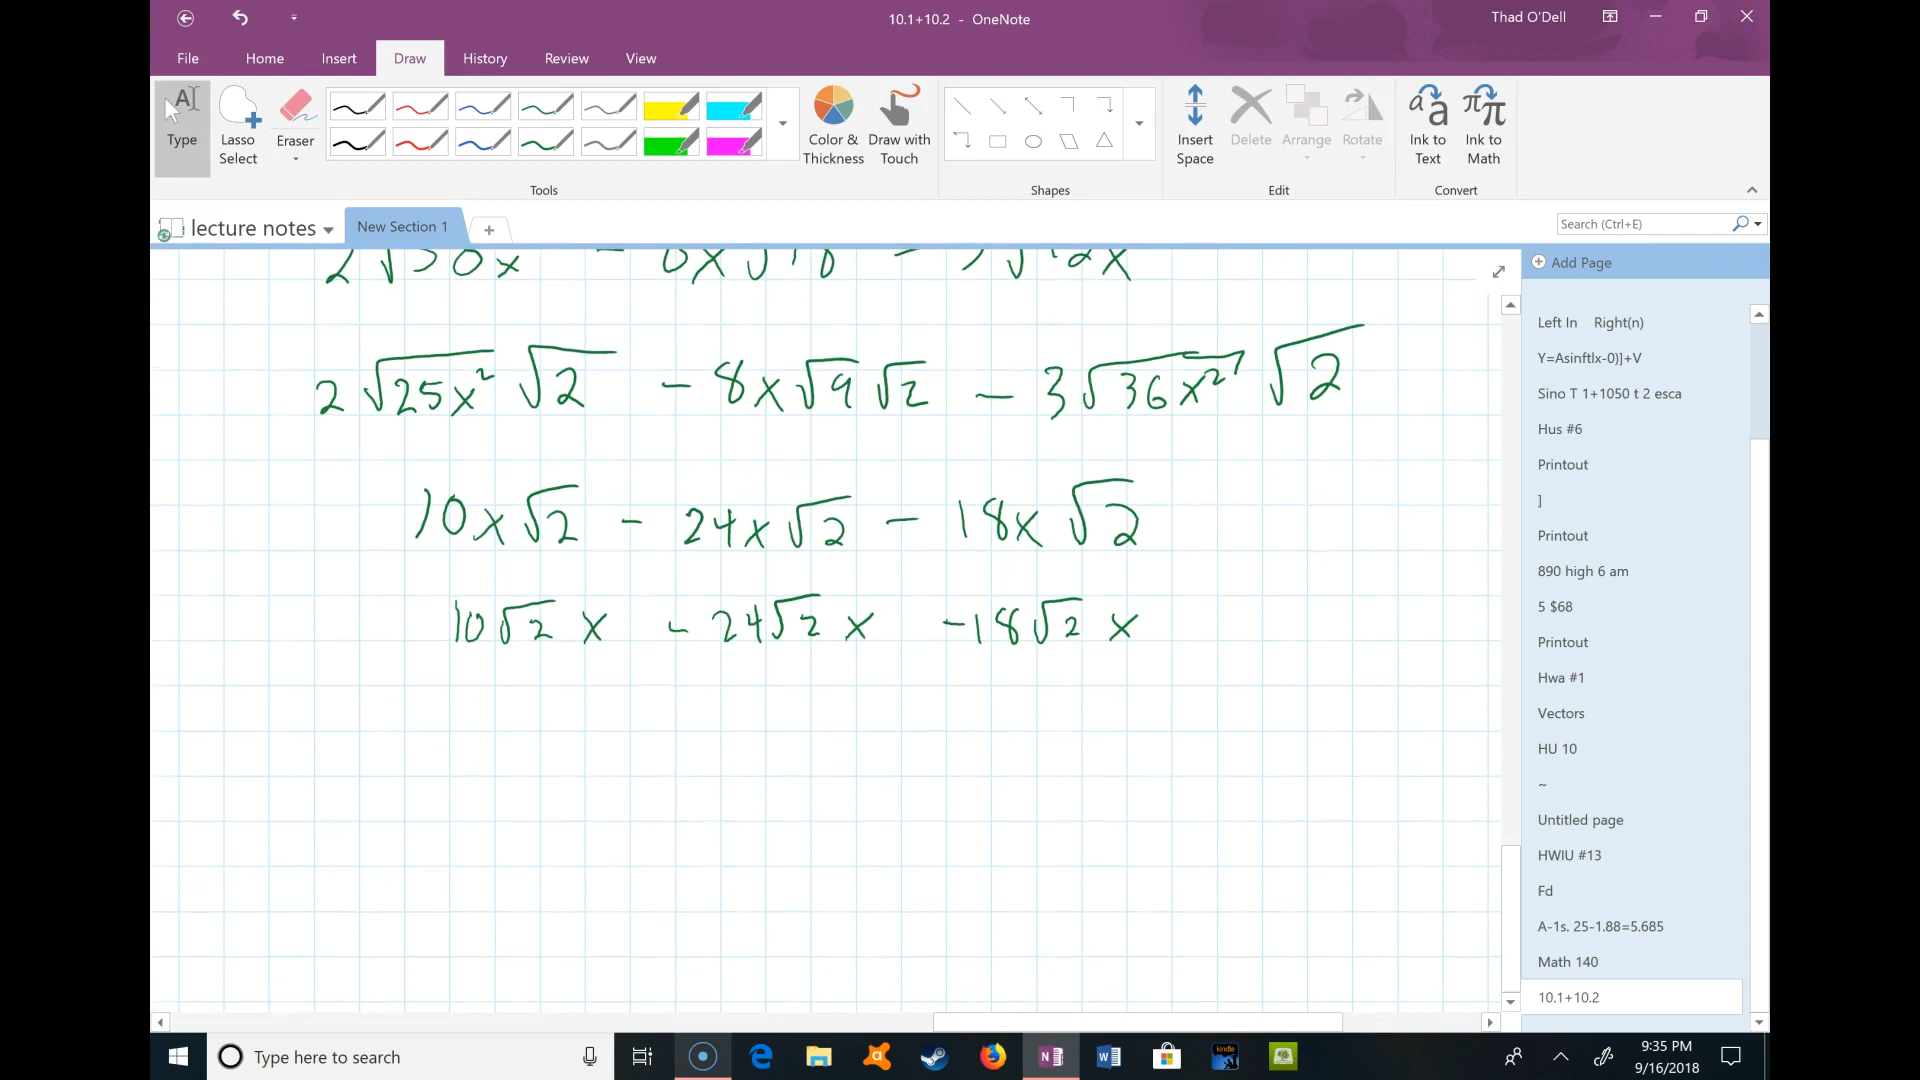 10.1+10.2 - OneNote
Thad O'Dell
File Home Insert Draw History Review View
Type
Lasso Select
Eraser
Color & Thickness
Draw with Touch
Insert Space
Delete
Arrange
Rotate
Ink to Text
Ink to Math
Tools Shapes Edit Convert
lecture notes
New Section 1
Search (Ctrl+E)
Add Page
2√25x² √2 - 8x√9 √2 - 3√36x² √2
10x√2 - 24x√2 - 18x√2
10√2 x - 24√2 x - 18√2 x
Left In Right(n)
Y=Asinft(x-0)]+V
Sino T 1+1050 t 2 esca
Hus #6
Printout
]
Printout
890 high 6 am
5 $68
Printout
Hwa #1
Vectors
HU 10
~
Untitled page
HWIU #13
Fd
A-1s. 25-1.88=5.685
Math 140
10.1+10.2
Type here to search
kindle
9:35 PM
9/16/2018